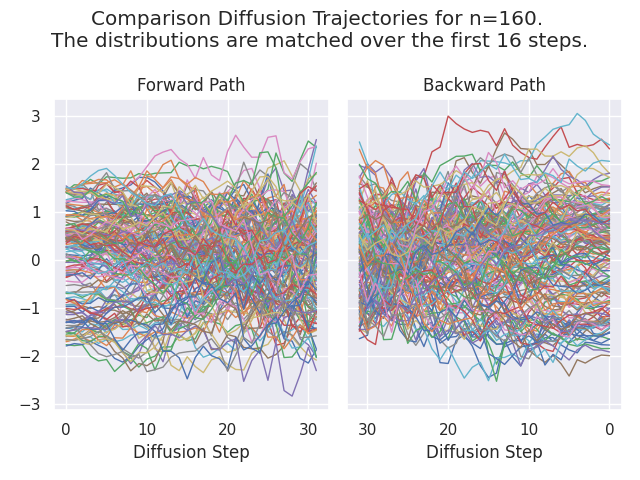 Comparison Diffusion Trajectories for n=160.
The distributions are matched over the first 16 steps.
Forward Path
Backward Path
3
2
1
0
−1
−2
−3
0 10 20 30
30 20 10 0
Diffusion Step
Diffusion Step